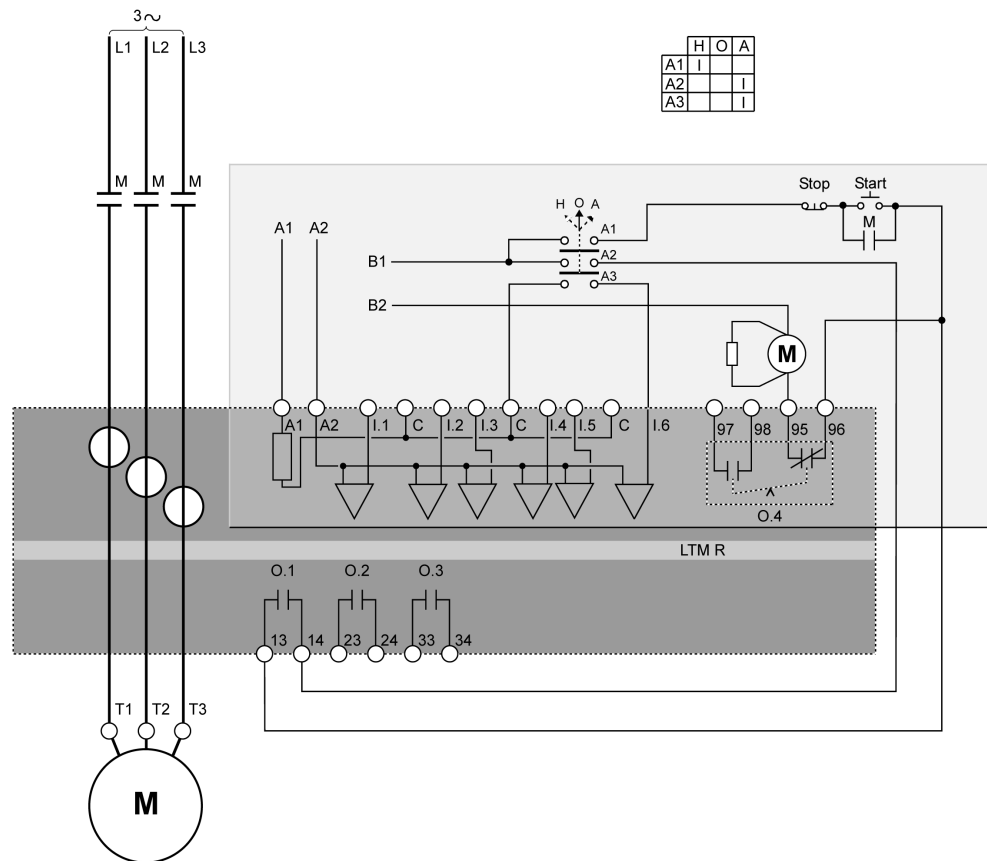 3~
L1 L2 L3
H O A
A1 I
A2 I
A3 I
M M M
Stop Start
H O A
M
A1 A2
A1
B1
A2
A3
B2
M
A1 A2 I.1 C I.2 I.3 C I.4 I.5 C I.6 97 98 95 96
O.4
LTM R
O.1 O.2 O.3
13 14 23 24 33 34
T1 T2 T3
M